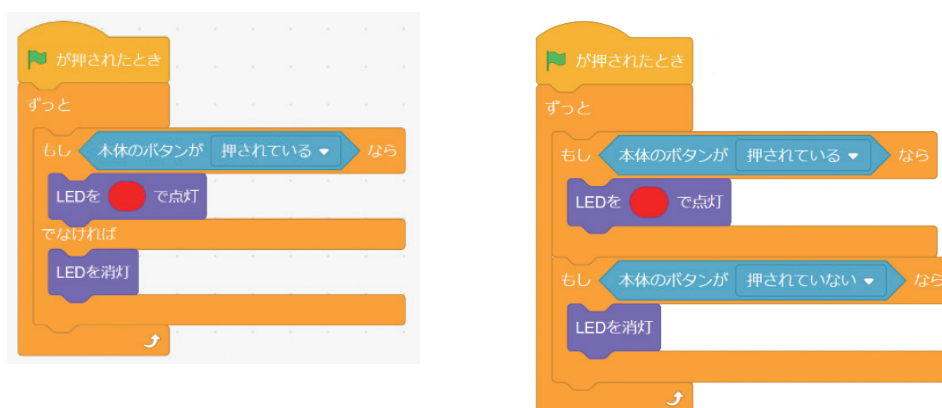 が押されたとき
ずっと
もし 本体のボタンが 押されている なら
LEDを で点灯
でなければ
LEDを消灯
が押されたとき
ずっと
もし 本体のボタンが 押されている なら
LEDを で点灯
もし 本体のボタンが 押されていない なら
LEDを消灯